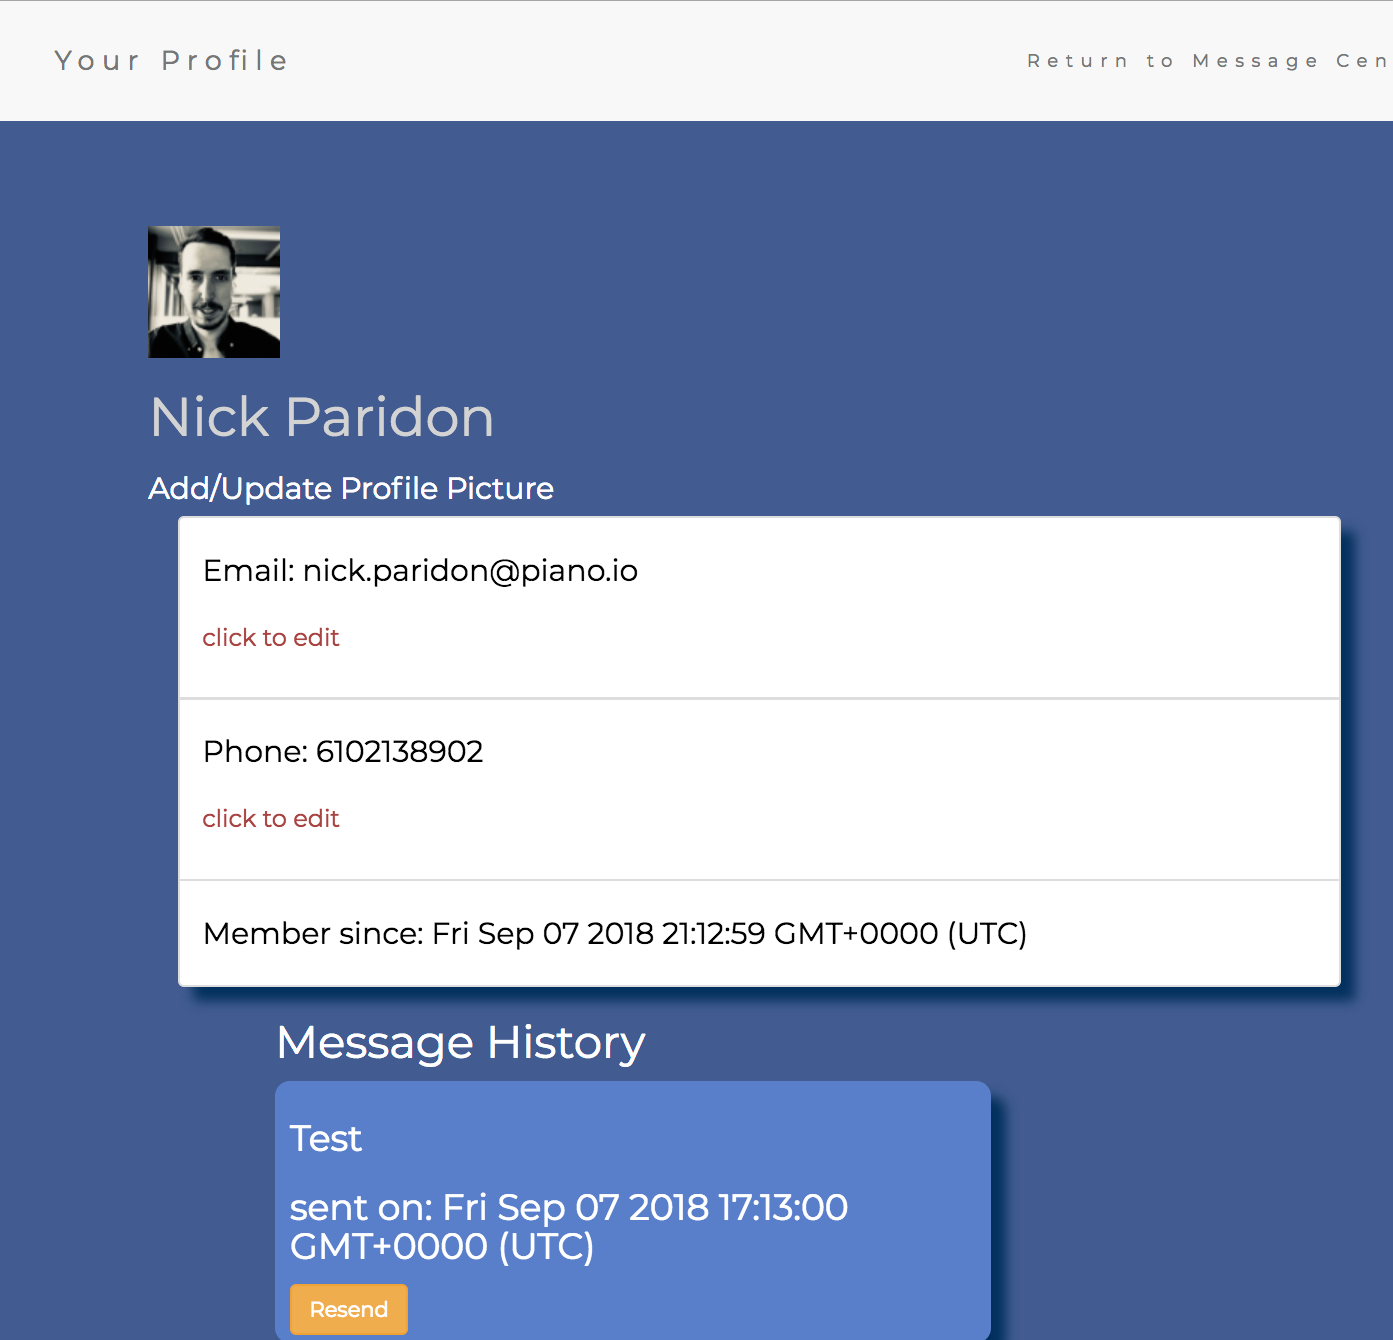 Your Profile
Return to Message Cen
Nick Paridon
Add/Update Profile Picture
Email: nick.paridon@piano.io
click to edit
Phone: 6102138902
click to edit
Member since: Fri Sep 07 2018 21:12:59 GMT+0000 (UTC)
Message History
Test
sent on: Fri Sep 07 2018 17:13:00
GMT+0000 (UTC)
Resend